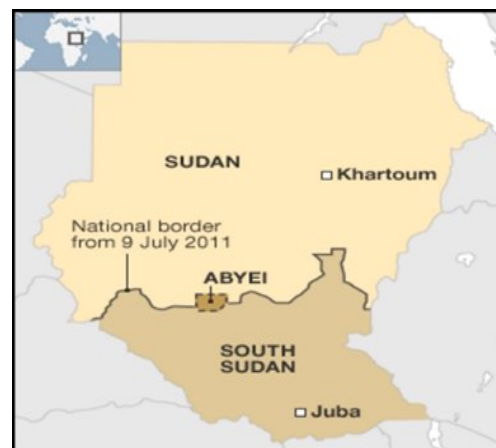 SUDAN
Khartoum
National border
from 9 July 2011
ABYEI
SOUTH
SUDAN
Juba